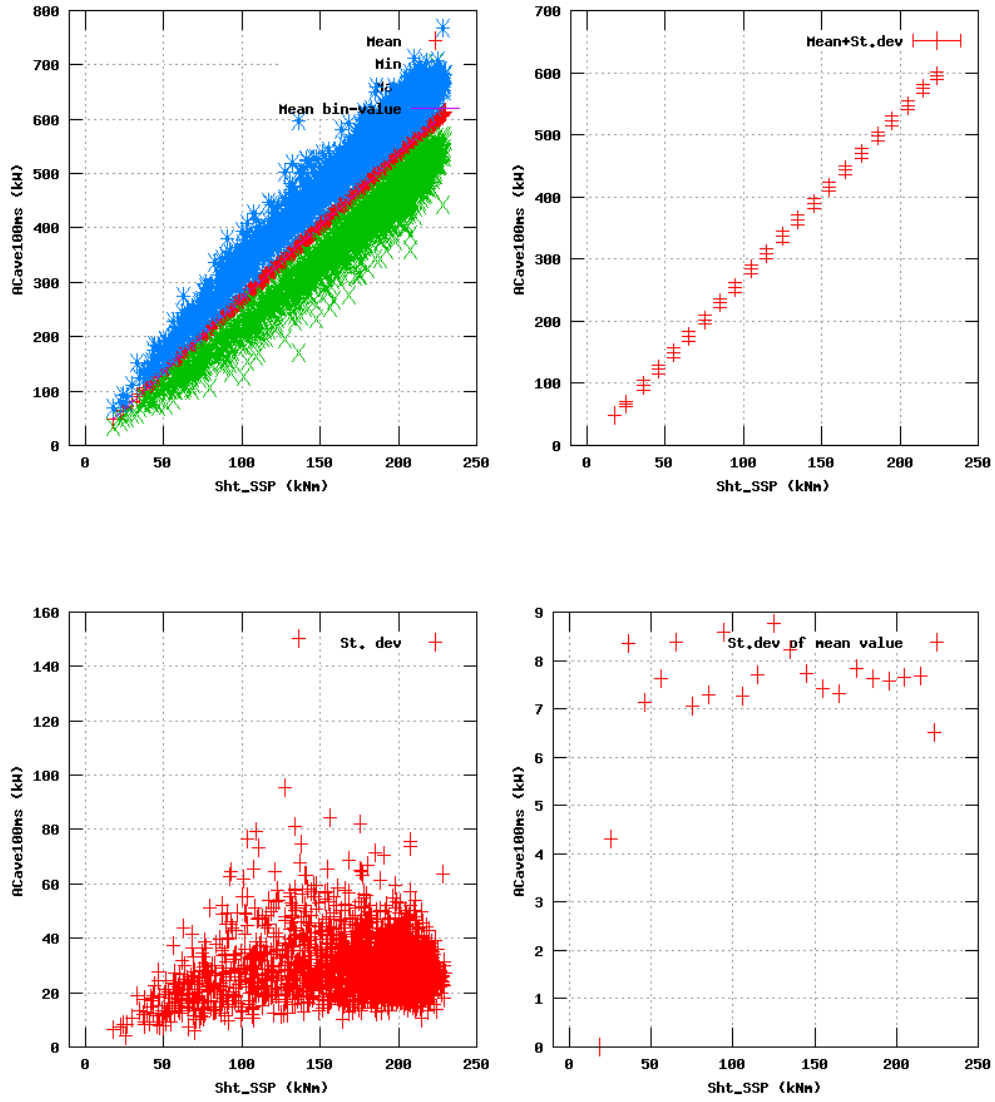 800
700
600
500
400
300
200
100
0
ACave100ms (kW)
Mean
Min
Mean bin-value
0 50 100 150 200 250
Sht_SSP (kNm)
700
600
500
400
300
200
100
0
ACave100ms (kW)
Mean+St.dev
0 50 100 150 200 250
Sht_SSP (kNm)
160
140
120
100
80
60
40
20
0
ACave100ms (kW)
St. dev
0 50 100 150 200 250
Sht_SSP (kNm)
9
8
7
6
5
4
3
2
1
0
ACave100ms (kW)
St.dev of mean value
0 50 100 150 200 250
Sht_SSP (kNm)